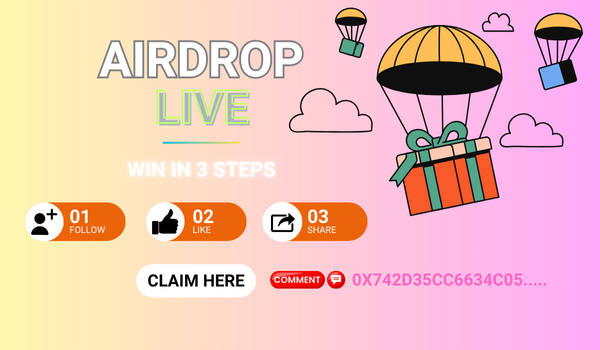 AIRDROP
LIVE
WIN IN 3 STEPS
01 FOLLOW
02 LIKE
03 SHARE
CLAIM HERE
COMMENT
0X742D35CC6634C05.....